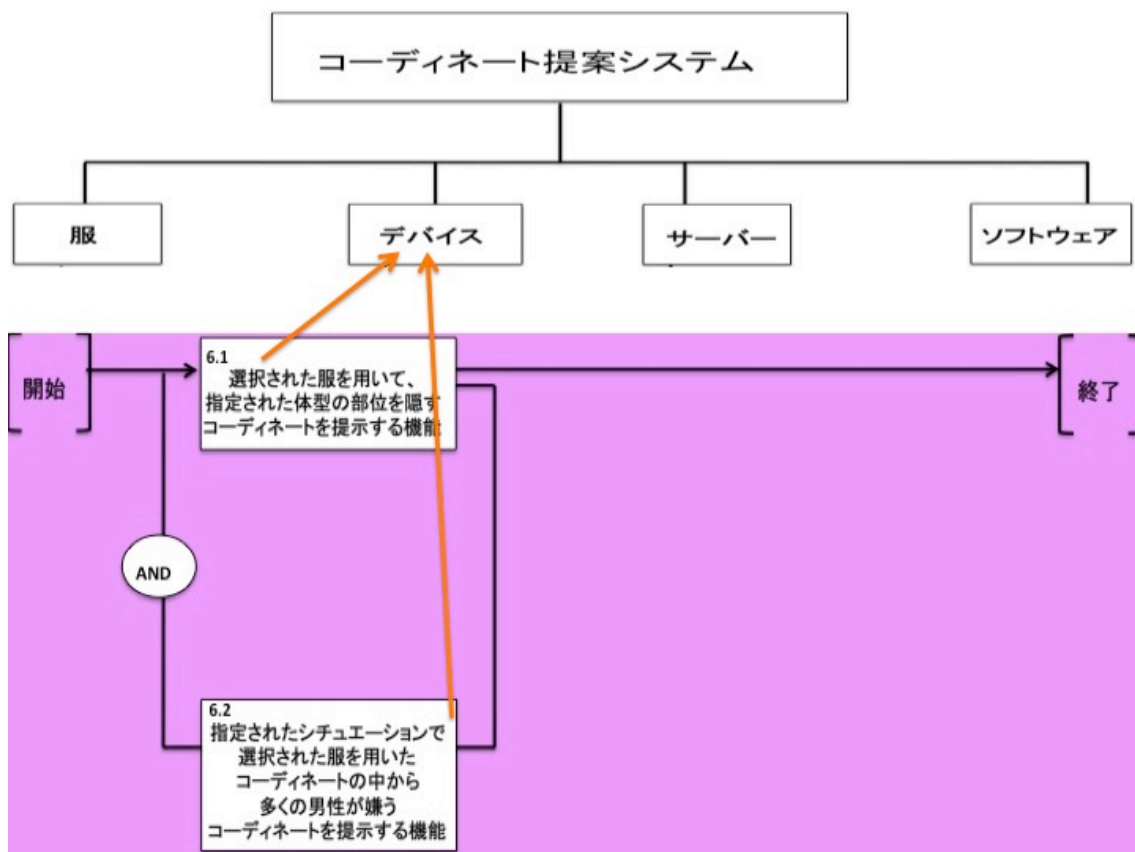 コーディネート提案システム
服
デバイス
サーバー
ソフトウェア
開始
6.1
選択された服を用いて、
指定された体型の部位を隠す
コーディネートを提示する機能
終了
AND
6.2
指定されたシチュエーションで
選択された服を用いた
コーディネートの中から
多くの男性が嫌う
コーディネートを提示する機能